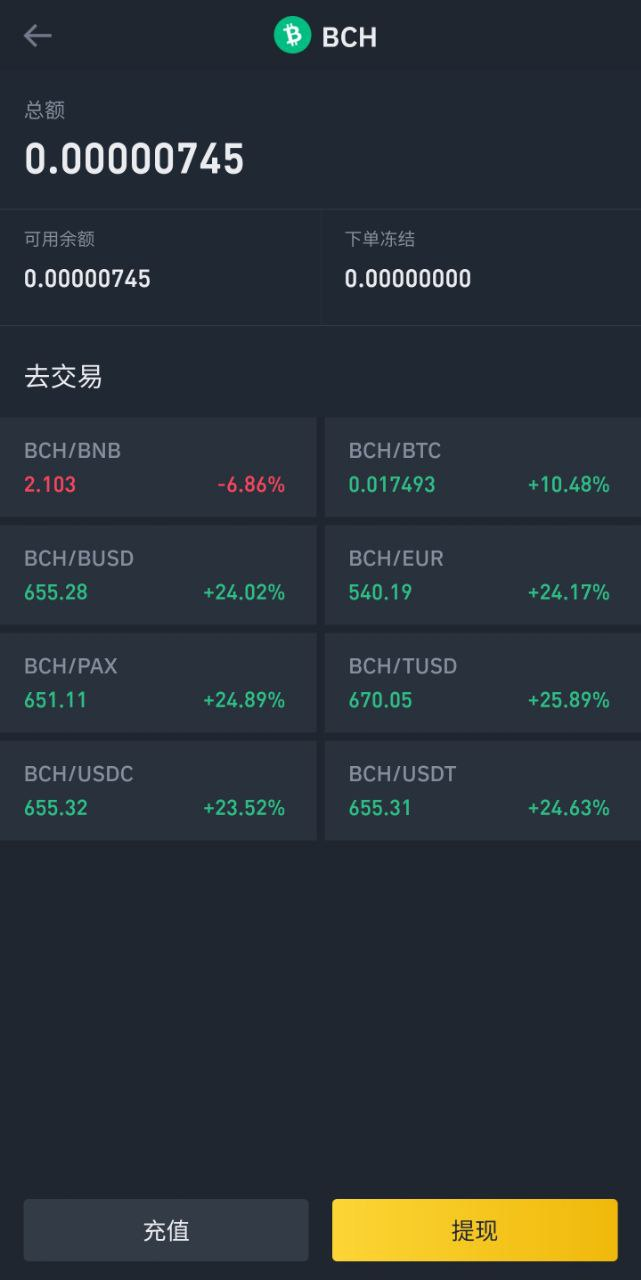 BCH
总额
0.00000745
可用余额
下单冻结
0.00000745
0.00000000
去交易
BCH/BNB
2.103 -6.86%
BCH/BTC
0.017493 +10.48%
BCH/BUSD
655.28 +24.02%
BCH/EUR
540.19 +24.17%
BCH/PAX
651.11 +24.89%
BCH/TUSD
670.05 +25.89%
BCH/USDC
655.32 +23.52%
BCH/USDT
655.31 +24.63%
充值
提现